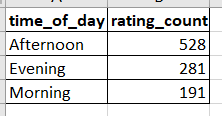 time_of_day rating_count
Afternoon 528
Evening 281
Morning 191